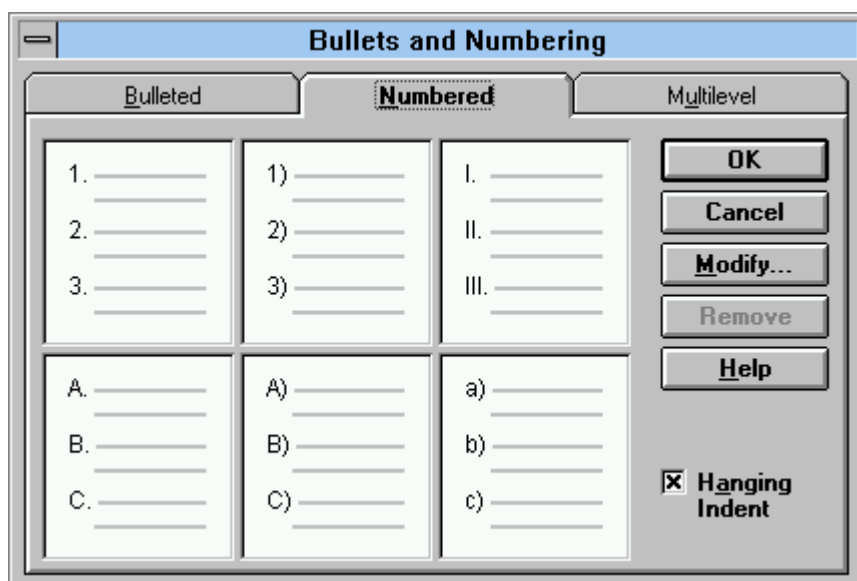 Bullets and Numbering
Bulleted
Numbered
Multilevel
1.
2.
3.
1)
2)
3)
I.
II.
III.
A.
B.
C.
A)
B)
C)
a)
b)
c)
OK
Cancel
Modify...
Remove
Help
Hanging
Indent